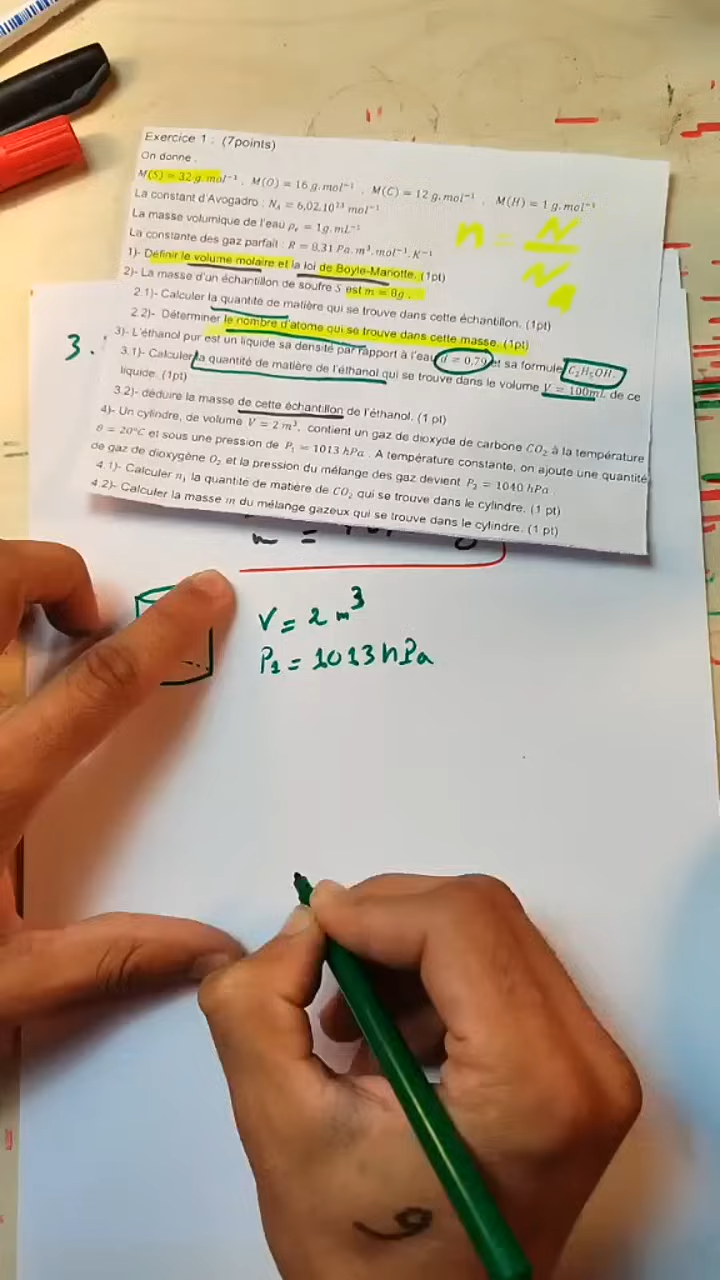 Exercice 1 : (7points)
On donne .
M(S) = 32 g.mol⁻¹ , M(O) = 16 g.mol⁻¹ , M(C) = 12 g.mol⁻¹ , M(H) = 1 g.mol⁻¹
La constant d'Avogadro : Nₐ = 6,02.10²³ mol⁻¹
La masse volumique de l'eau ρₑ = 1g.mL⁻¹
La constante des gaz parfait : R = 8,31 Pa.m³.mol⁻¹.K⁻¹
n = N/N_A
1)- Définir le volume molaire et la loi de Boyle-Mariotte. (1pt)
2)- La masse d'un échantillon de soufre S est m = 8g .
2.1)- Calculer la quantité de matière qui se trouve dans cette échantillon. (1pt)
2.2)- Déterminer le nombre d'atome qui se trouve dans cette masse. (1pt)
3.
3)- L'éthanol pur est un liquide sa densité par rapport à l'eau d = 0,79 et sa formule C₂H₅OH.
3.1)- Calculer la quantité de matière de l'éthanol qui se trouve dans le volume V = 100mL de ce
liquide. (1pt)
3.2)- déduire la masse de cette échantillon de l'éthanol. (1 pt)
4)- Un cylindre, de volume V = 2 m³, contient un gaz de dioxyde de carbone CO₂ à la température
θ = 20°C et sous une pression de P₁ = 1013 hPa . A température constante, on ajoute une quantité
de gaz de dioxygène O₂ et la pression du mélange des gaz devient P₂ = 1040 hPa .
4.1)- Calculer n₁ la quantité de matière de CO₂ qui se trouve dans le cylindre. (1 pt)
4.2)- Calculer la masse m du mélange gazeux qui se trouve dans le cylindre. (1 pt)
m =
V = 2 m³
P₁ = 1013 hPa